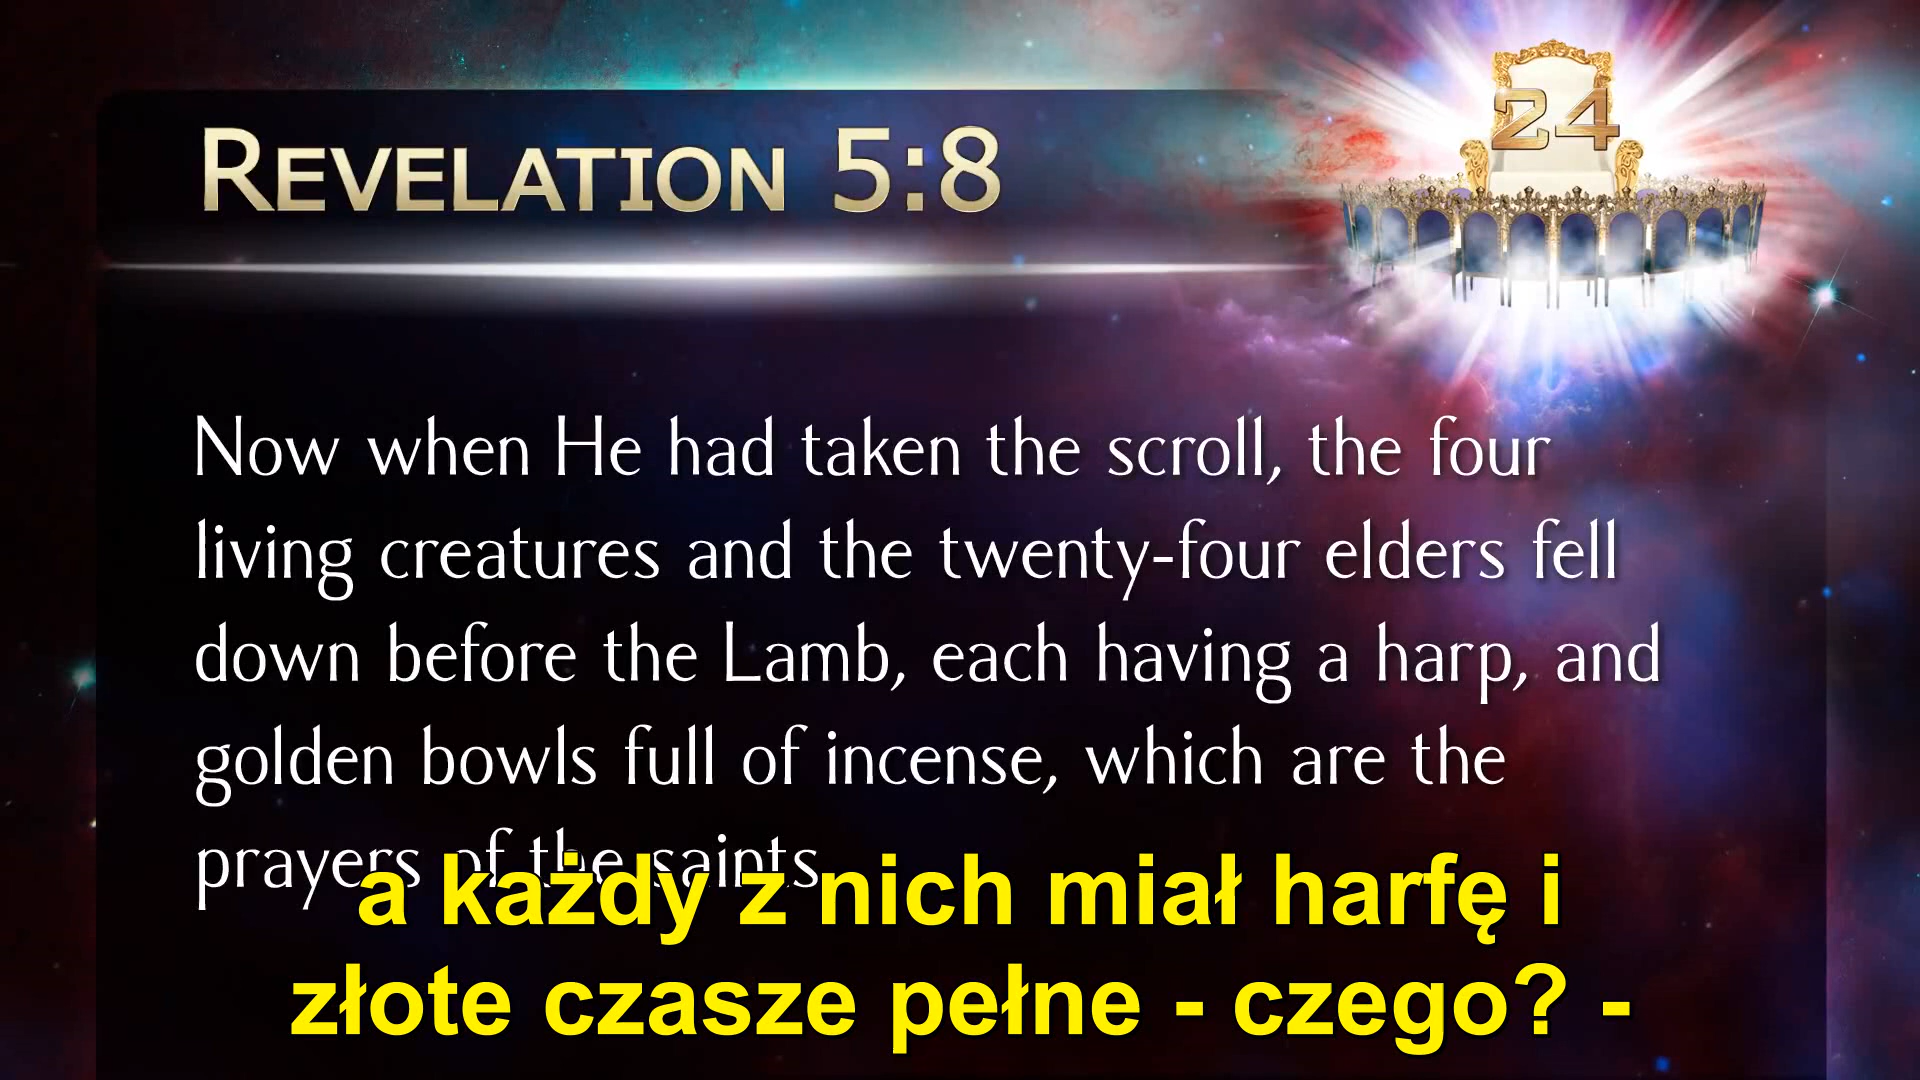 REVELATION 5:8
24
Now when He had taken the scroll, the four
living creatures and the twenty-four elders fell
down before the Lamb, each having a harp, and
golden bowls full of incense, which are the
prayers of the saints.
a każdy z nich miał harfę i
złote czasze pełne - czego? -